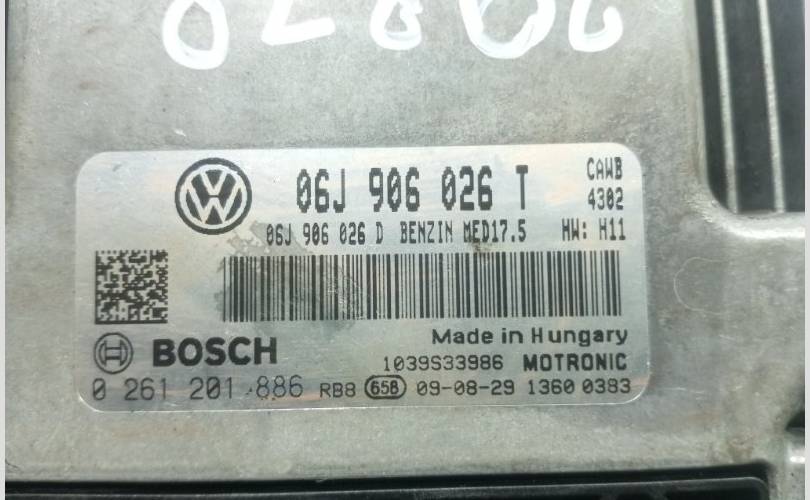 06J 906 026 T
CAWB
4302
06J 906 026 D BENZIN MED17.5 HW: H11
Made in Hungary
BOSCH
1039S33986 MOTRONIC
0 261 201 886 RB8 658 09-08-29 1360 0383